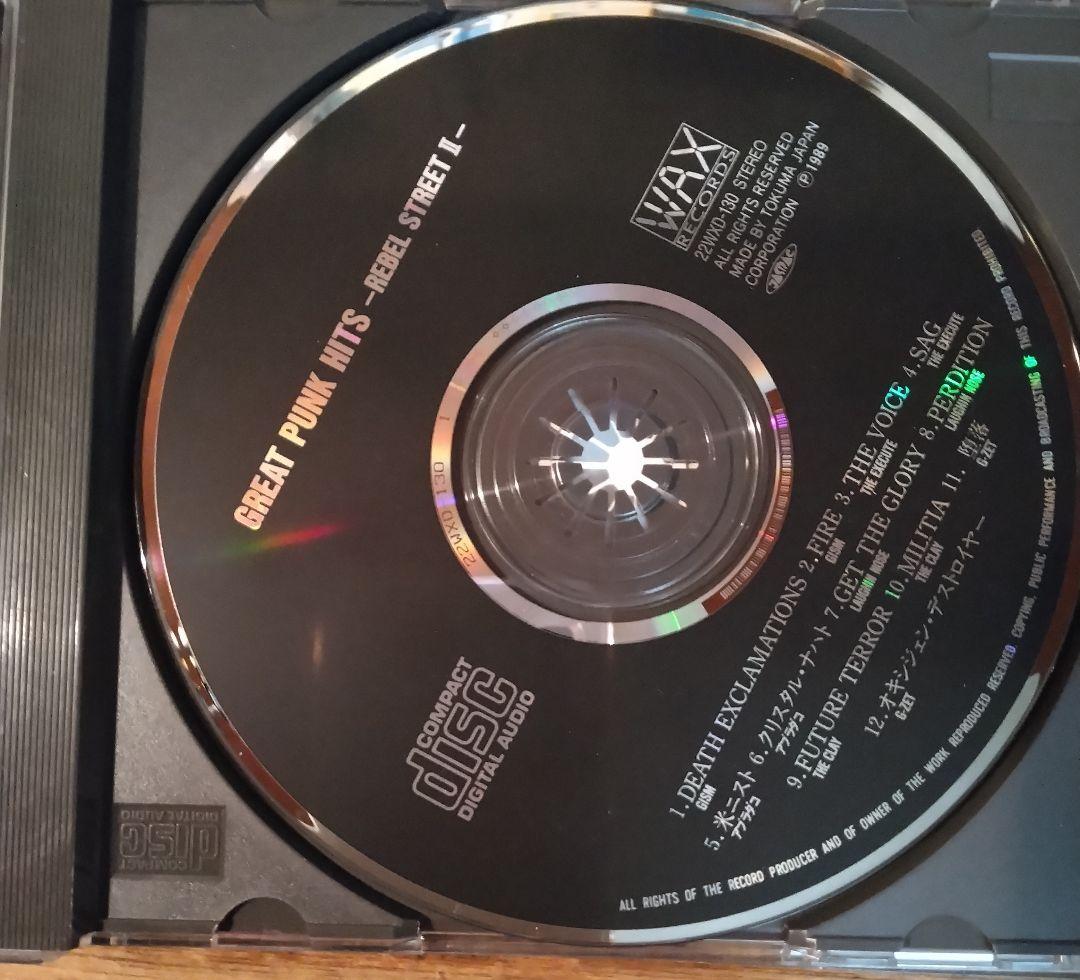 GREAT PUNK HITS –REBEL STREET II–
WAX
RECORDS
22WXD-130 STEREO
ALL RIGHTS RESERVED
MADE BY TOKUMA JAPAN
CORPORATION Ⓟ1989
22WXD 130 1
COMPACT
disc
DIGITAL AUDIO
1. DEATH EXCLAMATIONS 2. FIRE 3. THE VOICE 4. SAG
GISM GISM THE EXECUTE THE EXECUTE
5. 米ニスト 6. クリスタル・ナハト 7. GET THE GLORY 8. PERDITION
アブラダコ アブラダコ LAUGHIN' NOSE LAUGHIN' NOSE
9. FUTURE TERROR 10. MILITIA 11. 堕落
THE CLAY THE CLAY G-ZET
12. オキシジェン・デストロイヤー
G-ZET
ALL RIGHTS OF THE RECORD PRODUCER AND OF OWNER OF THE WORK REPRODUCED RESERVED COPYING, PUBLIC PERFORMANCE AND BROADCASTING OF THIS RECORD PROHIBITED
COMPACT
disc
DIGITAL AUDIO